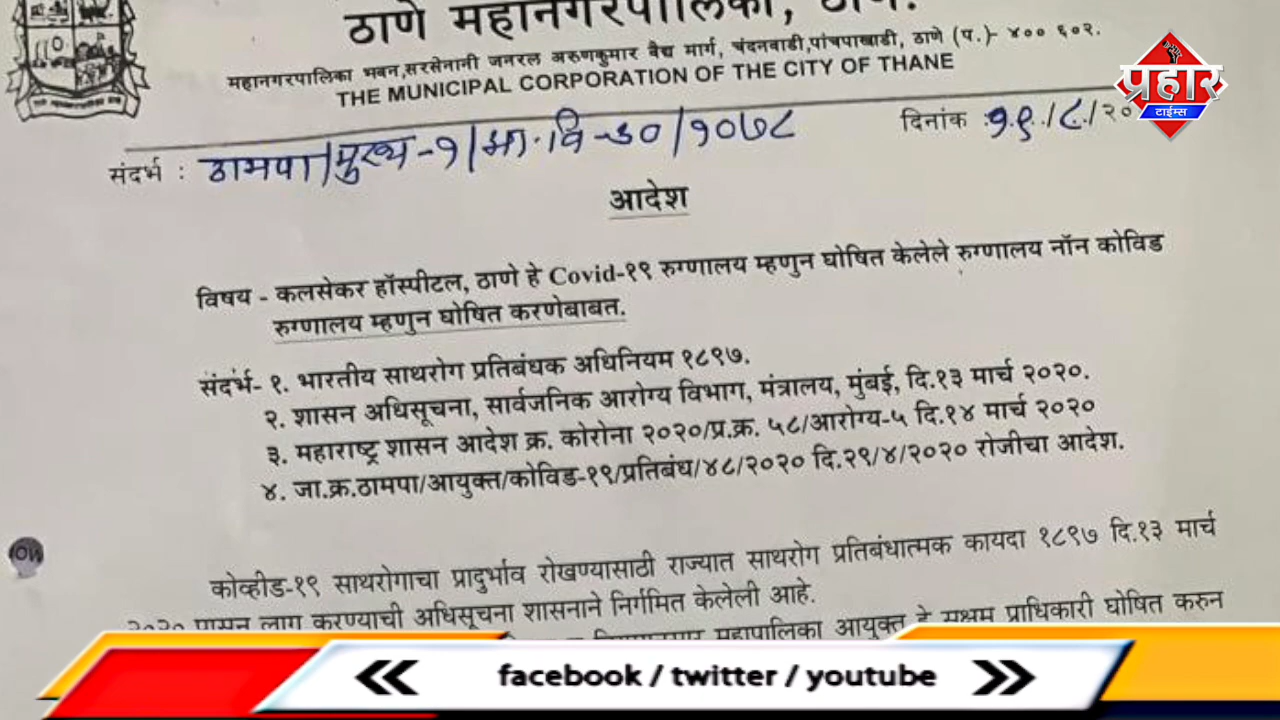 ठाणे महानगरपालिका, ठाणे.
महानगरपालिका भवन,सरसेनानी जनरल अरुणकुमार वैद्य मार्ग, चंदनवाडी,पांचपाखाडी, ठाणे (प.)- ४०० ६०२.
THE MUNICIPAL CORPORATION OF THE CITY OF THANE
प्रहार
टाईम्स
दिनांक :१९/८/२०
संदर्भ : ठामपा/मुख्य-१/आ.वि-३०/१०७८
आदेश
विषय - कलसेकर हॉस्पीटल, ठाणे हे Covid-१९ रुग्णालय म्हणुन घोषित केलेले रुग्णालय नॉन कोविड
रुग्णालय म्हणुन घोषित करणेबाबत.
संदर्भ- १. भारतीय साथरोग प्रतिबंधक अधिनियम १८९७.
२. शासन अधिसूचना, सार्वजनिक आरोग्य विभाग, मंत्रालय, मुंबई, दि.१३ मार्च २०२०.
३. महाराष्ट्र शासन आदेश क्र. कोरोना २०२०/प्र.क्र. ५८/आरोग्य-५ दि.१४ मार्च २०२०
४. जा.क्र.ठामपा/आयुक्त/कोविड-१९/प्रतिबंध/४८/२०२० दि.२९/४/२०२० रोजीचा आदेश.
कोव्हीड-१९ साथरोगाचा प्रादुर्भाव रोखण्यासाठी राज्यात साथरोग प्रतिबंधात्मक कायदा १८९७ दि.१३ मार्च
२०२० पासून लागू करण्याची अधिसूचना शासनाने निर्गमित केलेली आहे.
महापालिका आयुक्त हे सक्षम प्राधिकारी घोषित करुन
facebook / twitter / youtube